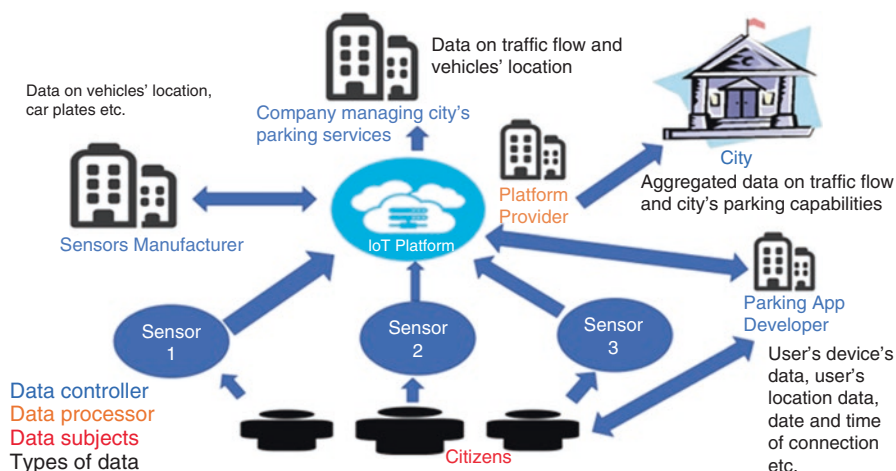 Data on traffic flow and
vehicles' location
Data on vehicles' location,
car plates etc.
Company managing city's
parking services
City
Platform
Provider
Aggregated data on traffic flow
and city's parking capabilities
Sensors Manufacturer
IoT Platform
Parking App
Developer
Sensor
1
Sensor
2
Sensor
3
User's device's
data, user's
location data,
date and time
of connection
etc.
Data controller
Data processor
Data subjects
Types of data
Citizens